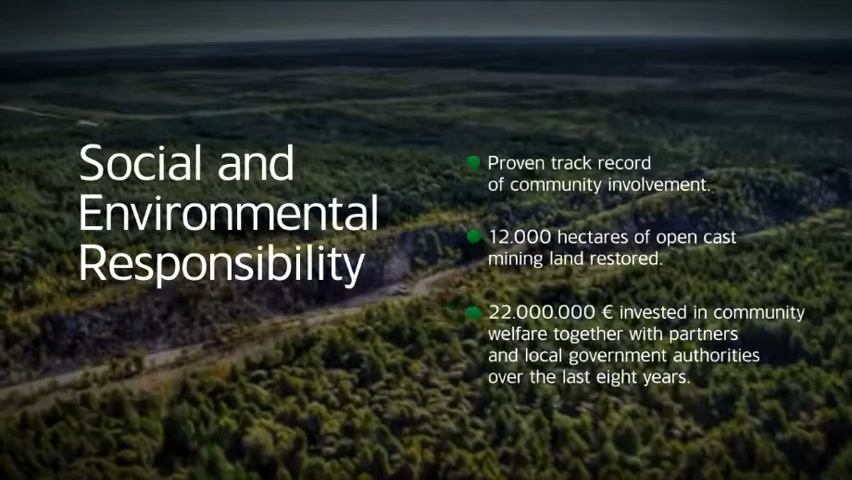 Social and
Environmental
Responsibility
Proven track record
of community involvement.
12.000 hectares of open cast
mining land restored.
22.000.000 € invested in community
welfare together with partners
and local government authorities
over the last eight years.